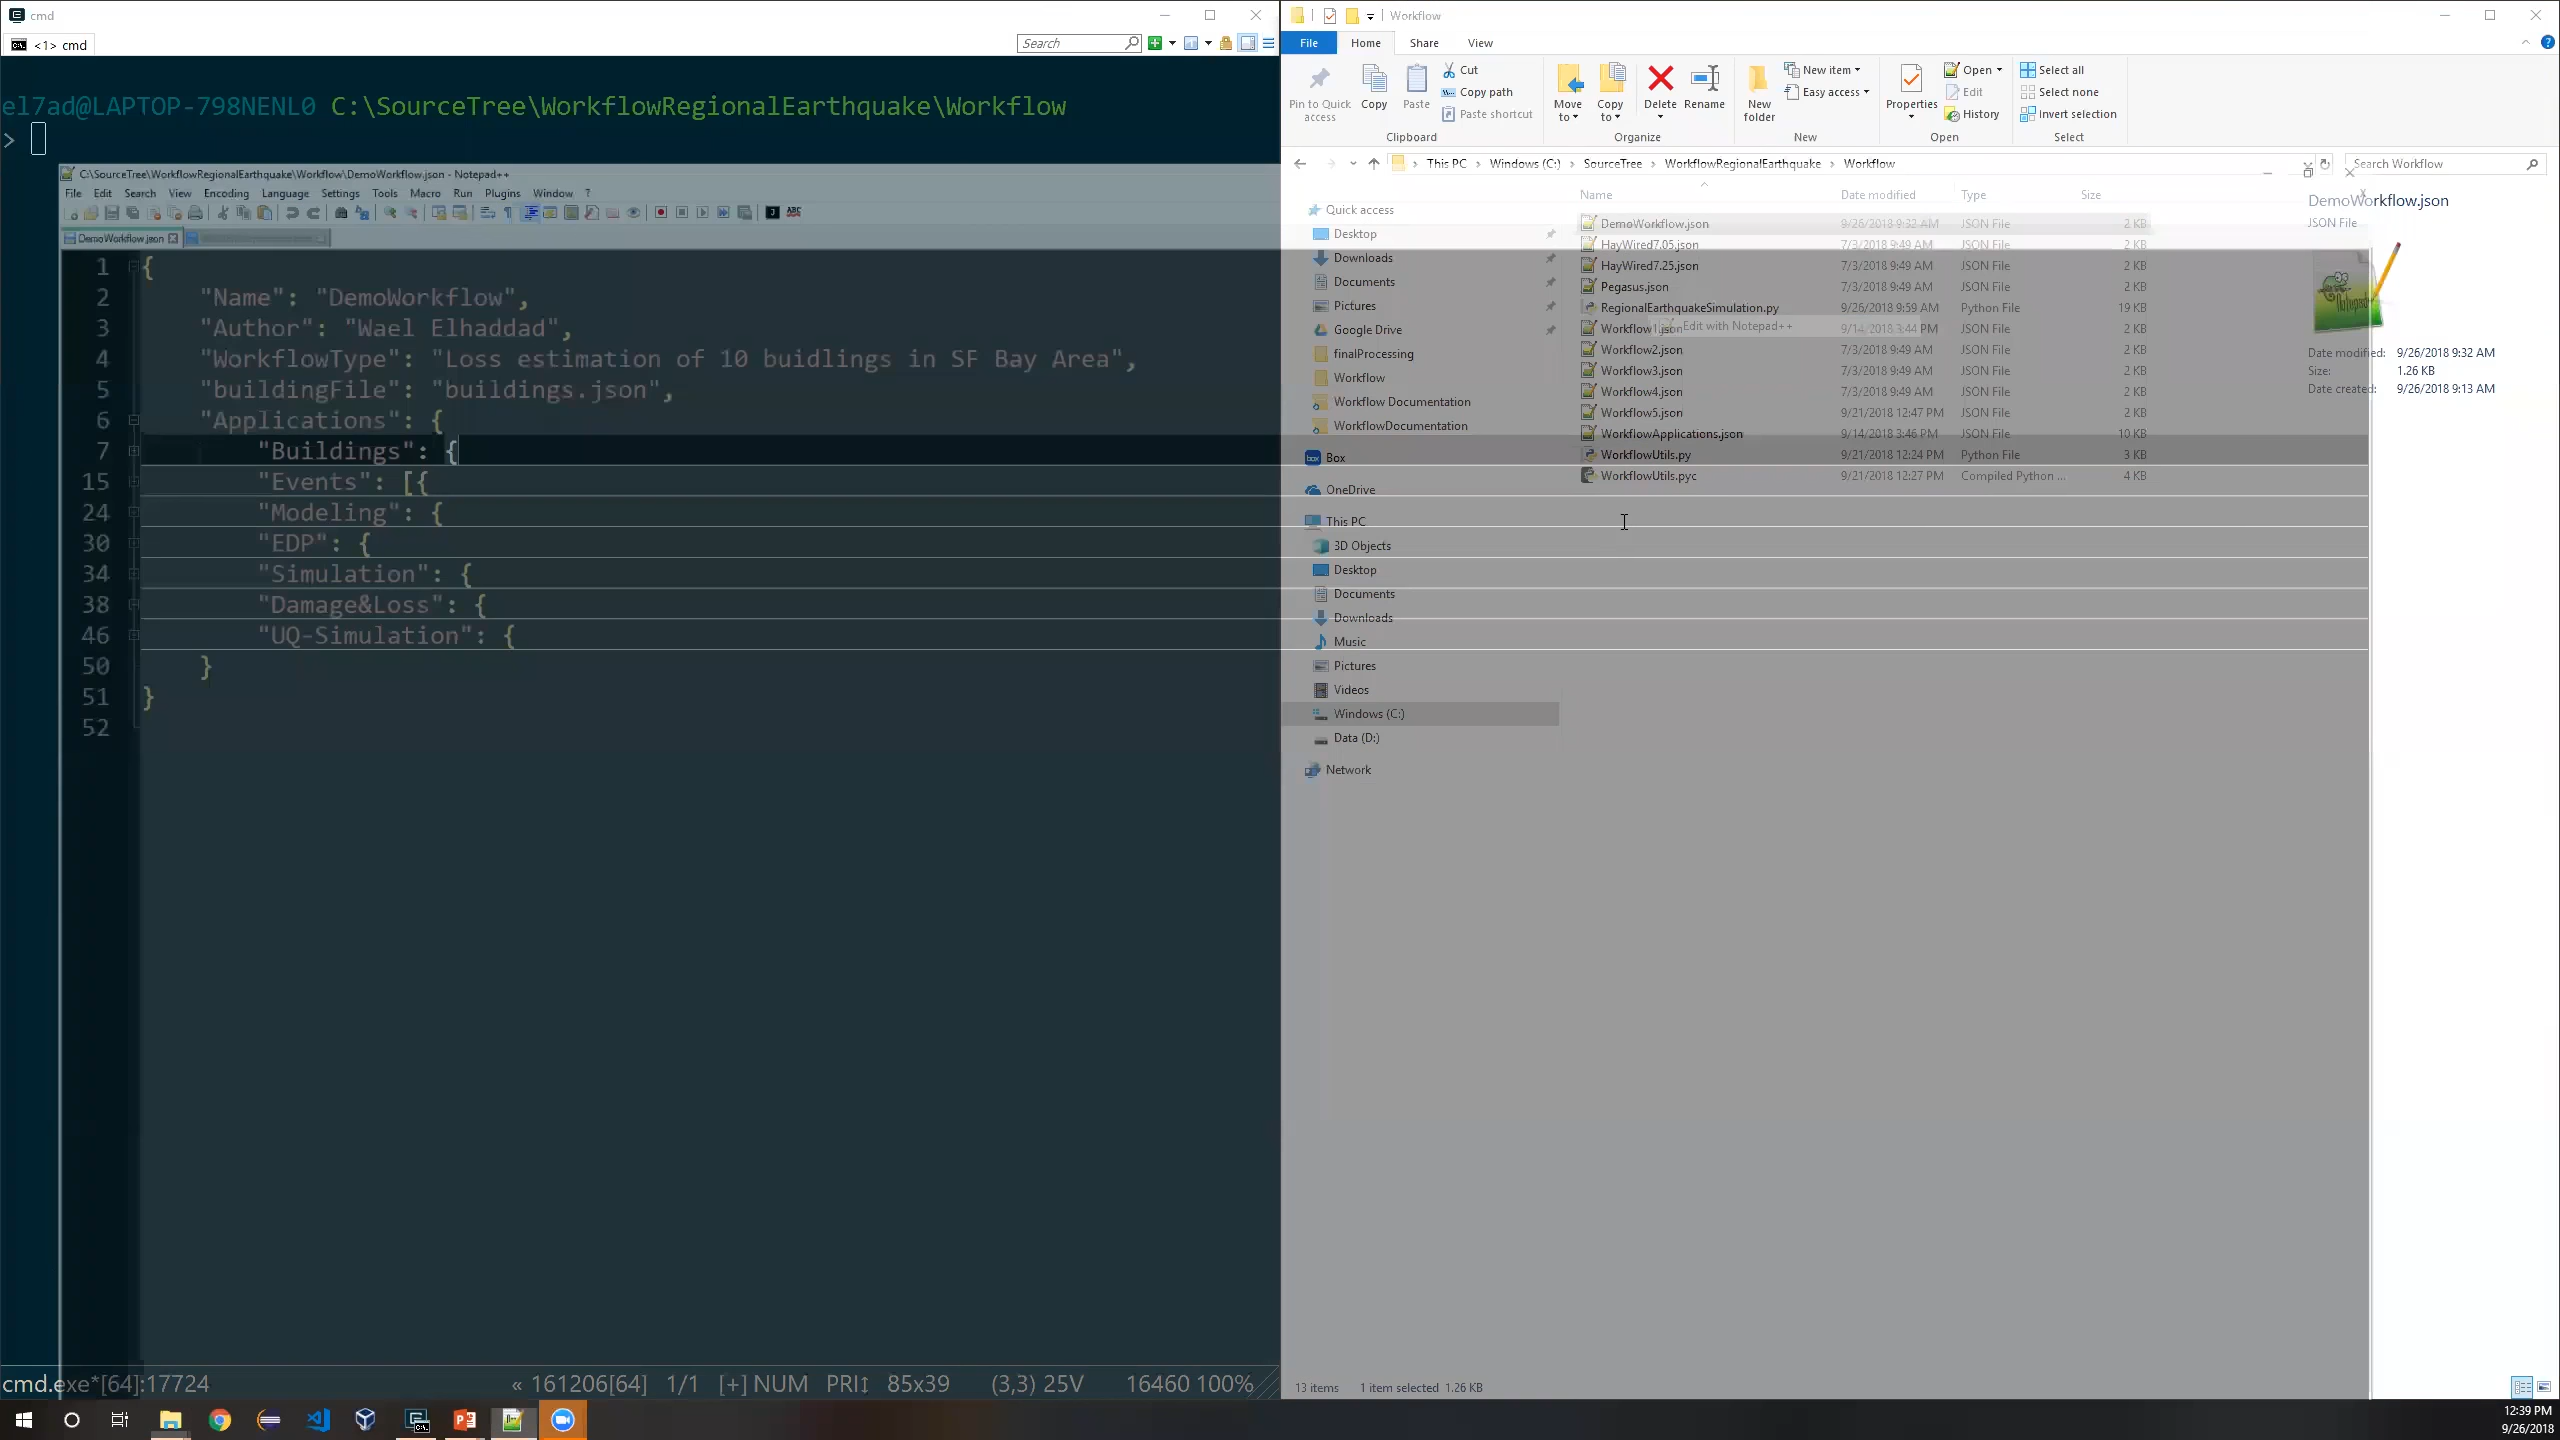 cmd
<1> cmd
Search
el7ad@LAPTOP-798NENL0 C:\SourceTree\WorkflowRegionalEarthquake\Workflow
>
C:\SourceTree\WorkflowRegionalEarthquake\Workflow\DemoWorkflow.json - Notepad++
File Edit Search View Encoding Language Settings Tools Macro Run Plugins Window ?
DemoWorkflow.json
1 {
2 "Name": "DemoWorkflow",
3 "Author": "Wael Elhaddad",
4 "WorkflowType": "Loss estimation of 10 buidlings in SF Bay Area",
5 "buildingFile": "buildings.json",
6 "Applications": {
7 "Buildings": {
15 "Events": [{
24 "Modeling": {
30 "EDP": {
34 "Simulation": {
38 "Damage&Loss": {
46 "UQ-Simulation": {
50 }
51 }
52
cmd.exe*[64]:17724 « 161206[64] 1/1 [+] NUM PRI↕ 85x39 (3,3) 25V 16460 100%
Workflow
File Home Share View
Pin to Quick access
Copy
Paste
Cut
Copy path
Paste shortcut
Clipboard
Move to
Copy to
Delete
Rename
Organize
New folder
New item
Easy access
New
Properties
Open
Edit
History
Open
Select all
Select none
Invert selection
Select
This PC > Windows (C:) > SourceTree > WorkflowRegionalEarthquake > Workflow
Search Workflow
Quick access
Desktop
Downloads
Documents
Pictures
Google Drive
finalProcessing
Workflow
Workflow Documentation
WorkflowDocumentation
Box
OneDrive
This PC
3D Objects
Desktop
Documents
Downloads
Music
Pictures
Videos
Windows (C:)
Data (D:)
Network
Name Date modified Type Size
DemoWorkflow.json 9/26/2018 9:32 AM JSON File 2 KB
HayWired7.05.json 7/3/2018 9:49 AM JSON File 2 KB
HayWired7.25.json 7/3/2018 9:49 AM JSON File 2 KB
Pegasus.json 7/3/2018 9:49 AM JSON File 2 KB
RegionalEarthquakeSimulation.py 9/26/2018 9:59 AM Python File 19 KB
Workflow1.json 9/14/2018 3:44 PM JSON File 2 KB
Edit with Notepad++
Workflow2.json 7/3/2018 9:49 AM JSON File 2 KB
Workflow3.json 7/3/2018 9:49 AM JSON File 2 KB
Workflow4.json 7/3/2018 9:49 AM JSON File 2 KB
Workflow5.json 9/21/2018 12:47 PM JSON File 2 KB
WorkflowApplications.json 9/14/2018 3:46 PM JSON File 10 KB
WorkflowUtils.py 9/21/2018 12:24 PM Python File 3 KB
WorkflowUtils.pyc 9/21/2018 12:27 PM Compiled Python ... 4 KB
DemoWorkflow.json
JSON File
Date modified: 9/26/2018 9:32 AM
Size: 1.26 KB
Date created: 9/26/2018 9:13 AM
13 items 1 item selected 1.26 KB
12:39 PM
9/26/2018